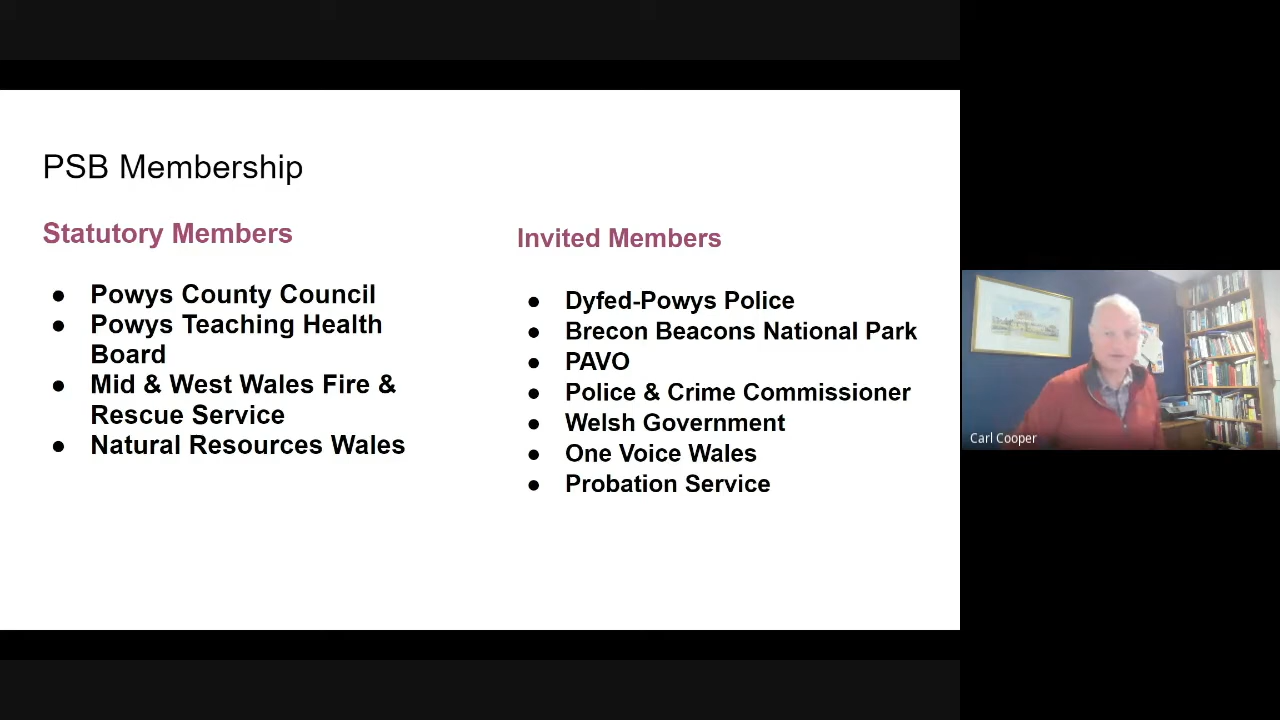 PSB Membership
Statutory Members
● Powys County Council
● Powys Teaching Health
Board
● Mid & West Wales Fire &
Rescue Service
● Natural Resources Wales
Invited Members
● Dyfed-Powys Police
● Brecon Beacons National Park
● PAVO
● Police & Crime Commissioner
● Welsh Government
● One Voice Wales
● Probation Service
Carl Cooper